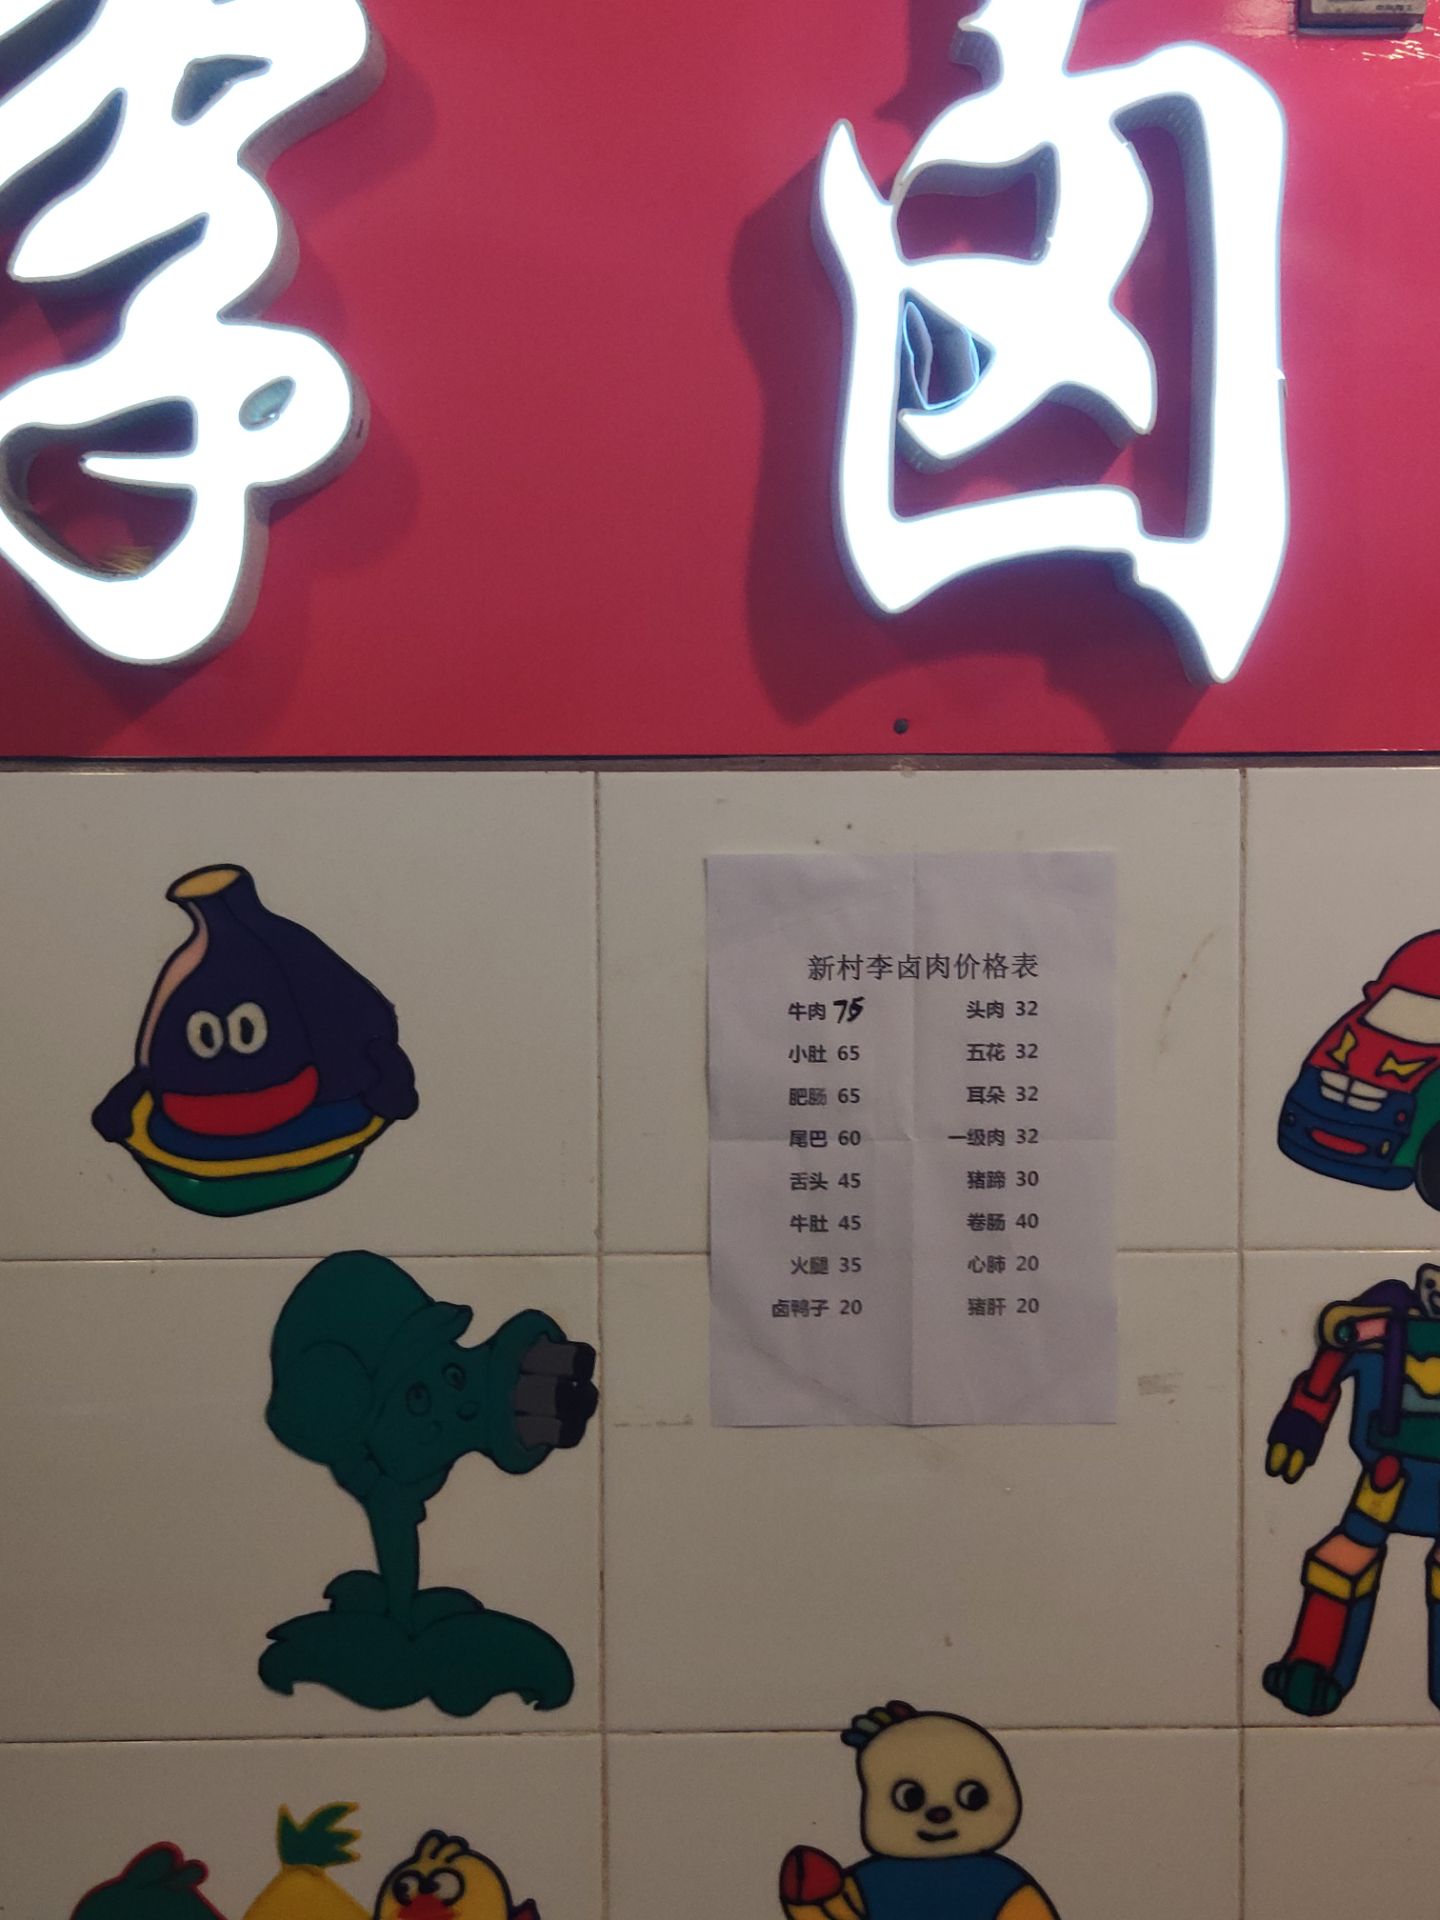 李 卤
新村李卤肉价格表
牛肉 75 头肉 32
小肚 65 五花 32
肥肠 65 耳朵 32
尾巴 60 一级肉 32
舌头 45 猪蹄 30
牛肚 45 卷肠 40
火腿 35 心肺 20
卤鸭子 20 猪肝 20